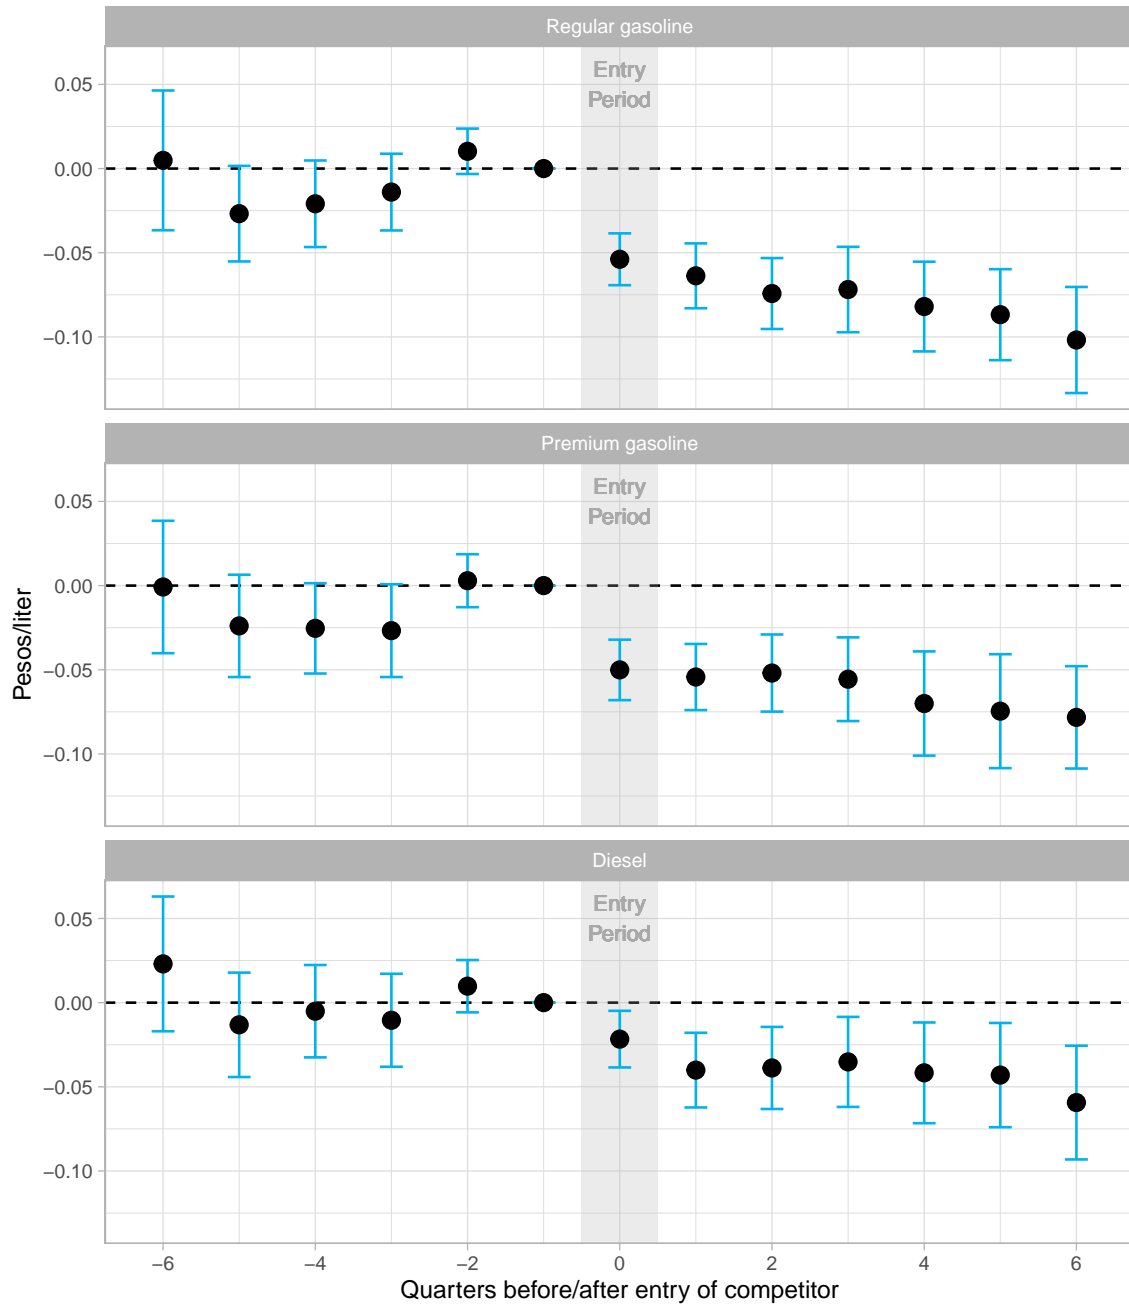 Regular gasoline
Entry
Period
0.05
0.00
−0.05
−0.10
Premium gasoline
Entry
Period
0.05
0.00
−0.05
−0.10
Pesos/liter
Diesel
Entry
Period
0.05
0.00
−0.05
−0.10
−6 −4 −2 0 2 4 6
Quarters before/after entry of competitor